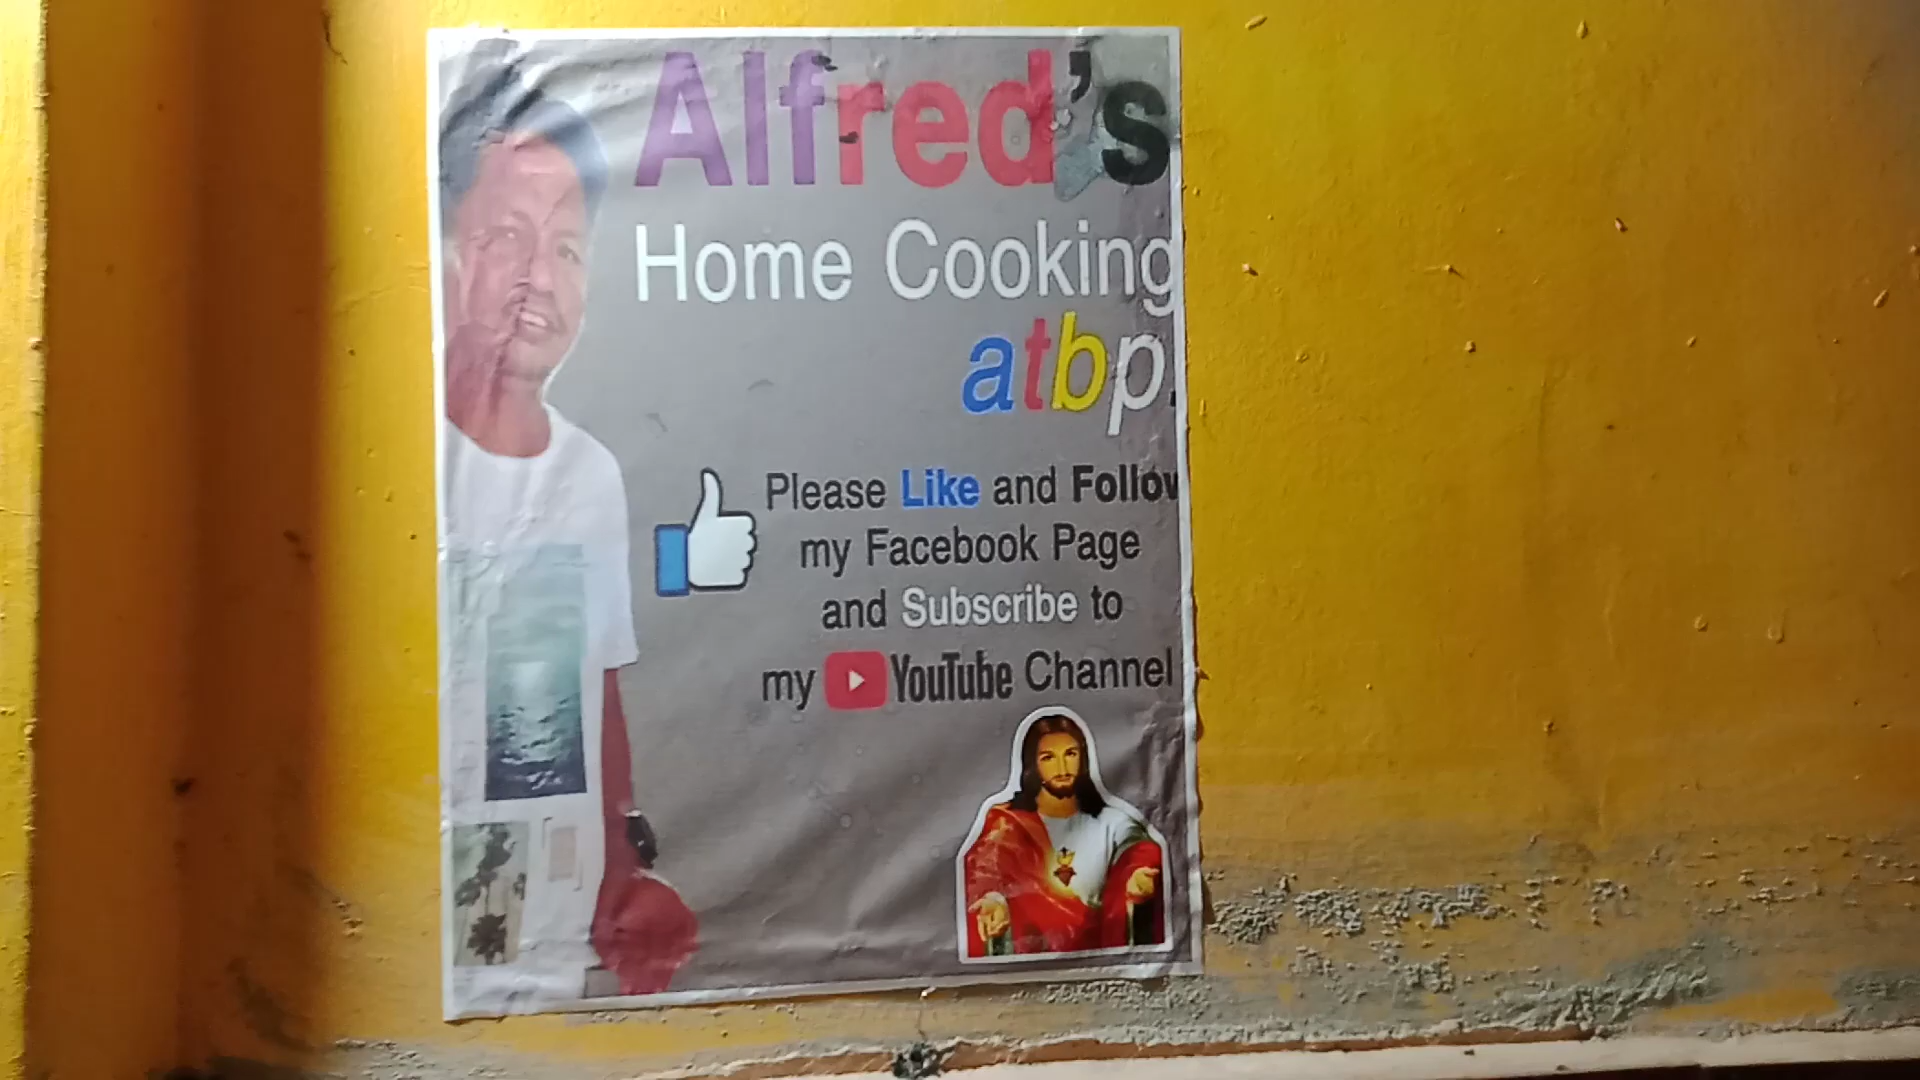 Alfred's
Home Cooking
atbp.
Please Like and Follow
my Facebook Page
and Subscribe to
my YouTube Channel